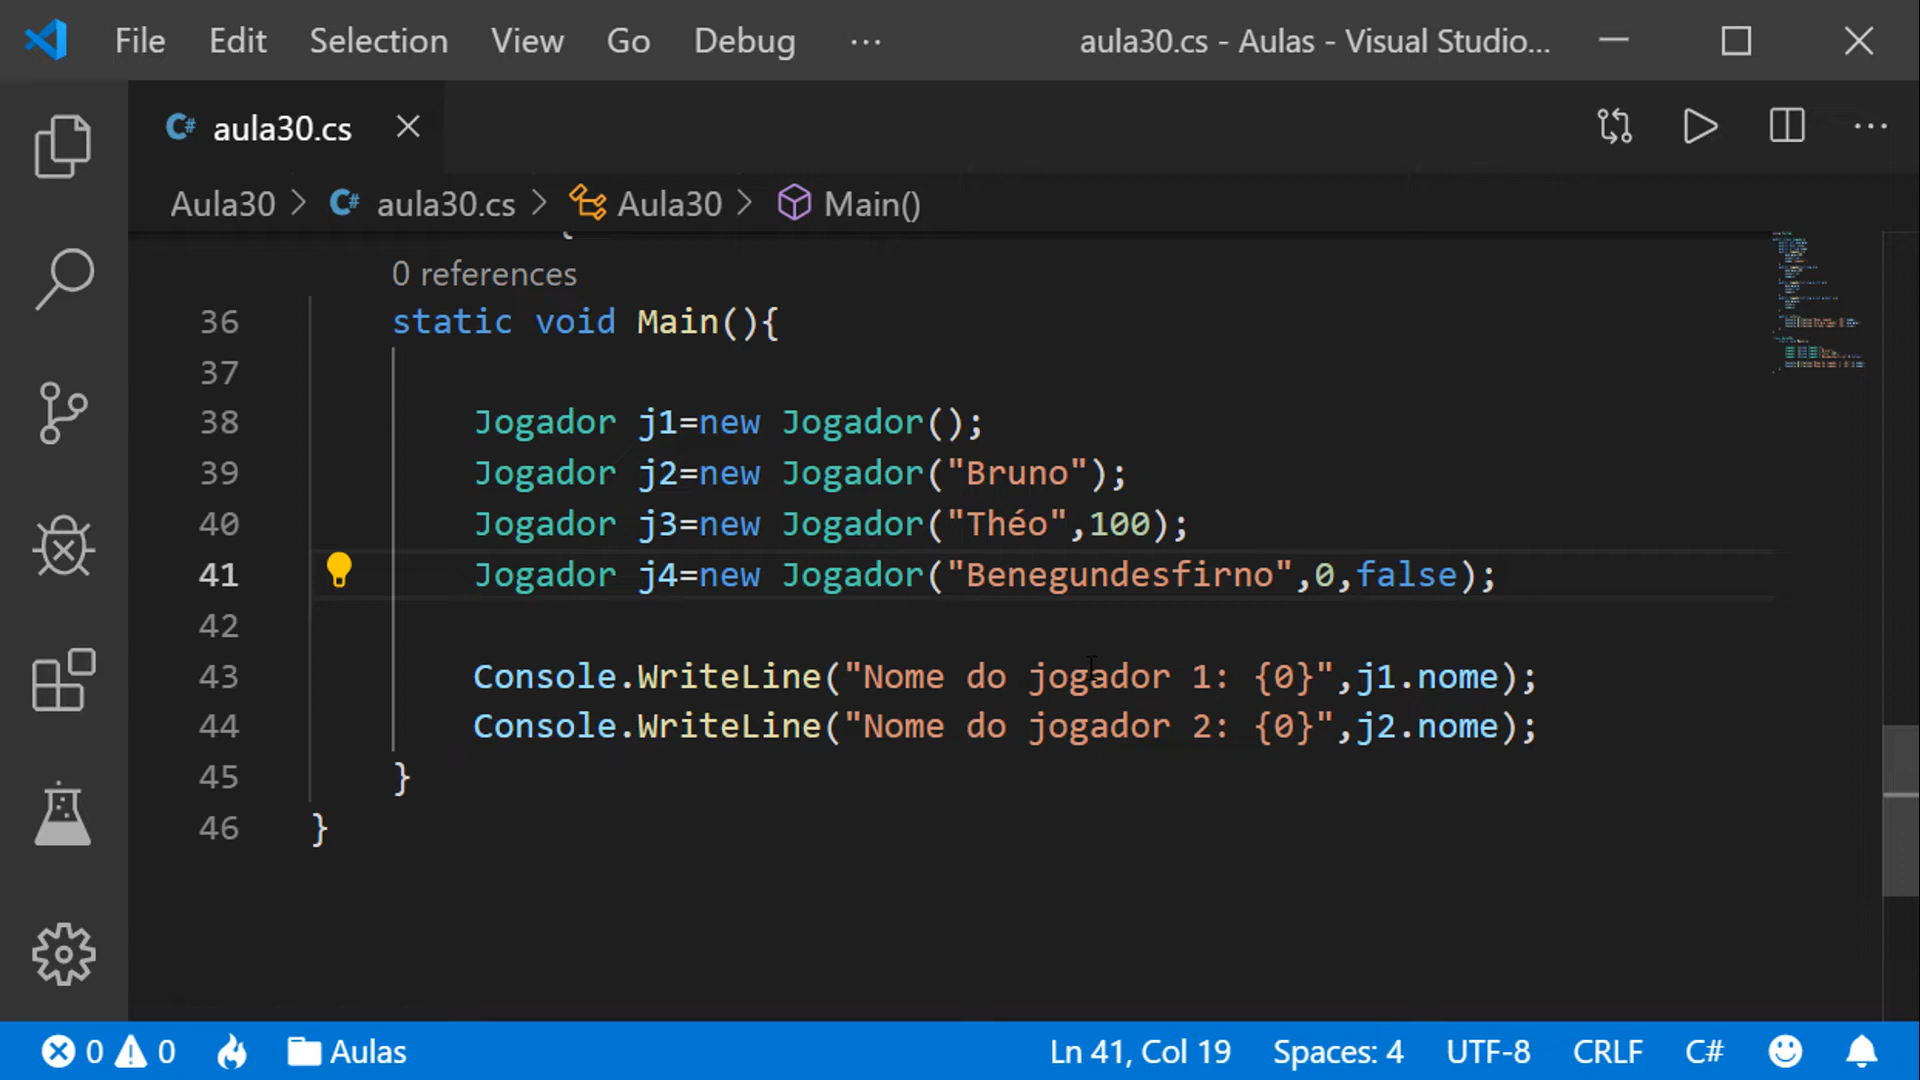 File Edit Selection View Go Debug ··· aula30.cs - Aulas - Visual Studio...
C# aula30.cs
Aula30 > C# aula30.cs > Aula30 > Main()
0 references
36 static void Main(){
37
38 Jogador j1=new Jogador();
39 Jogador j2=new Jogador("Bruno");
40 Jogador j3=new Jogador("Théo",100);
41 Jogador j4=new Jogador("Benegundesfirno",0,false);
42
43 Console.WriteLine("Nome do jogador 1: {0}",j1.nome);
44 Console.WriteLine("Nome do jogador 2: {0}",j2.nome);
45 }
46 }
0 0 Aulas Ln 41, Col 19 Spaces: 4 UTF-8 CRLF C#